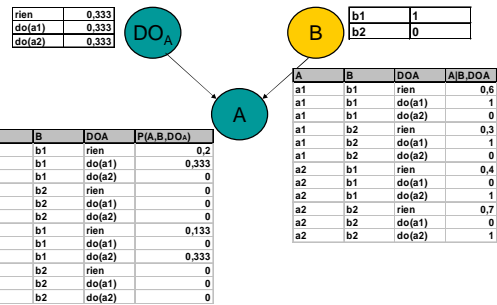 rien 0,333
do(a1) 0,333
do(a2) 0,333
DOA
B
b1 1
b2 0
A
A B DOA A|B,DOA
a1 b1 rien 0,6
a1 b1 do(a1) 1
a1 b1 do(a2) 0
a1 b2 rien 0,3
a1 b2 do(a1) 1
a1 b2 do(a2) 0
a2 b1 rien 0,4
a2 b1 do(a1) 0
a2 b1 do(a2) 1
a2 b2 rien 0,7
a2 b2 do(a1) 0
a2 b2 do(a2) 1
B DOA P(A,B,DOA)
b1 rien 0,2
b1 do(a1) 0,333
b1 do(a2) 0
b2 rien 0
b2 do(a1) 0
b2 do(a2) 0
b1 rien 0,133
b1 do(a1) 0
b1 do(a2) 0,333
b2 rien 0
b2 do(a1) 0
b2 do(a2) 0